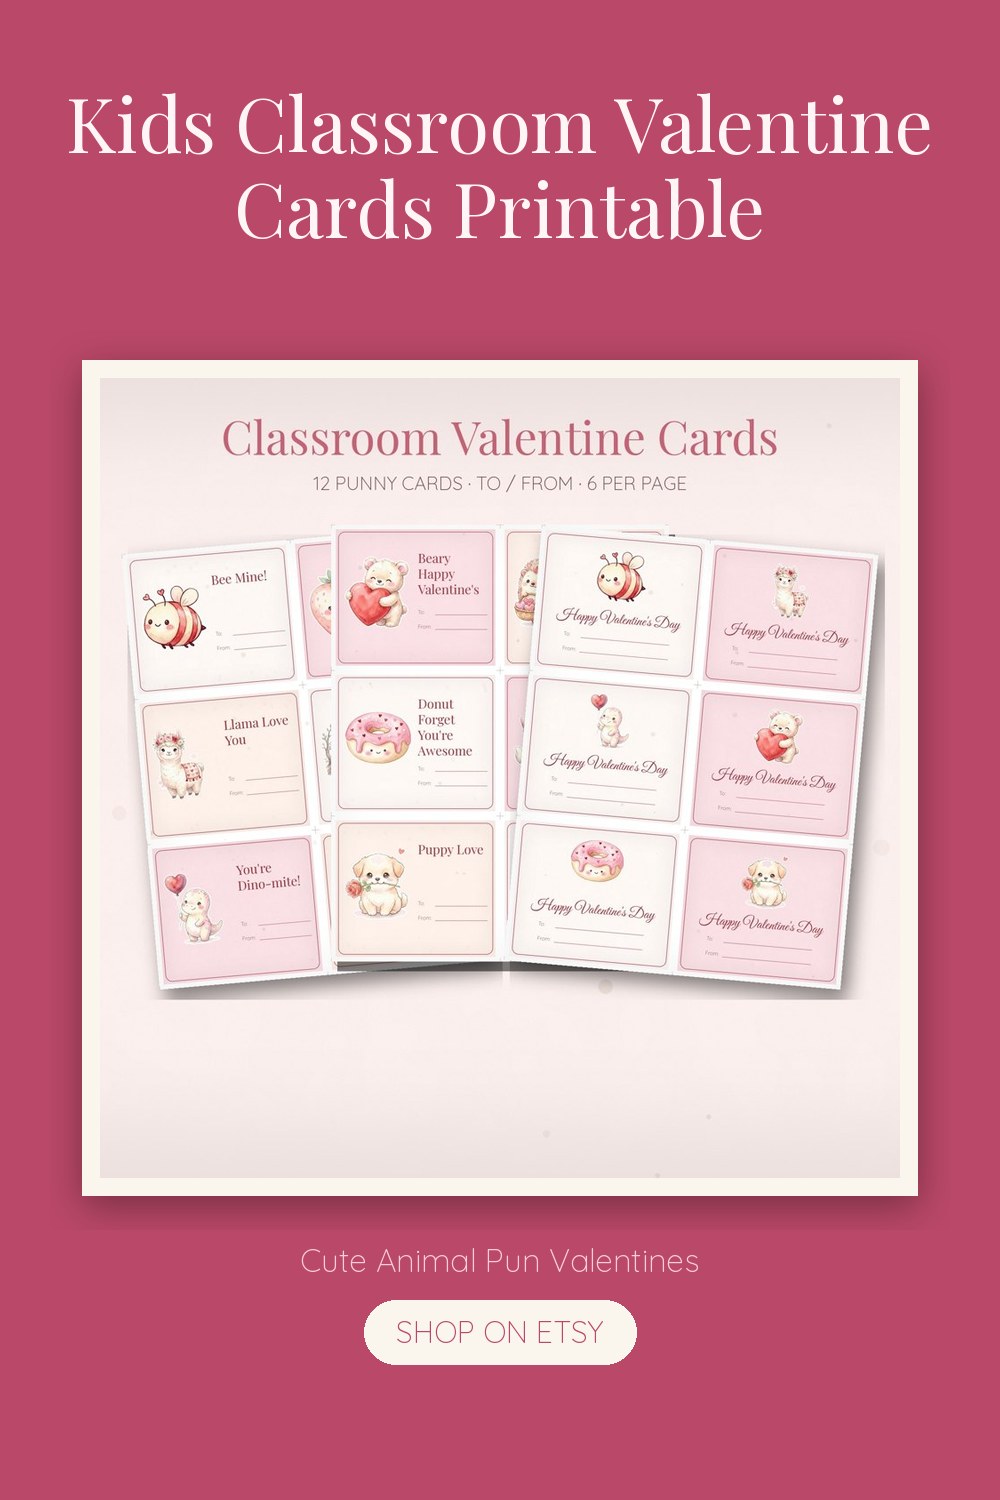 Kids Classroom Valentine
Cards Printable
Classroom Valentine Cards
12 PUNNY CARDS · TO / FROM · 6 PER PAGE
Bee Mine!
To
From
Llama Love
You
To
From
You're
Dino-mite!
To
From
Beary
Happy
Valentine's
To
From
Donut
Forget
You're
Awesome
To
From
Puppy Love
To
From
Happy Valentine's Day
To
From
Happy Valentine's Day
To
From
Happy Valentine's Day
To
From
Happy Valentine's Day
To
From
Happy Valentine's Day
To
From
Happy Valentine's Day
To
From
Cute Animal Pun Valentines
SHOP ON ETSY